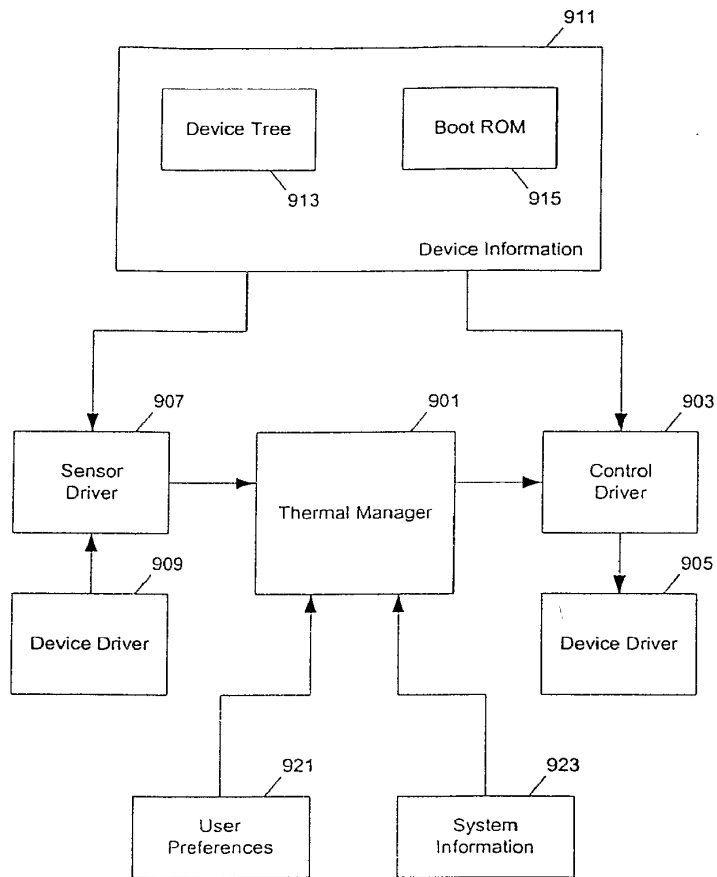 911
Device Tree
Boot ROM
913
915
Device Information
907
901
903
Sensor
Driver
Thermal Manager
Control
Driver
909
905
Device Driver
Device Driver
921
923
User
Preferences
System
Information